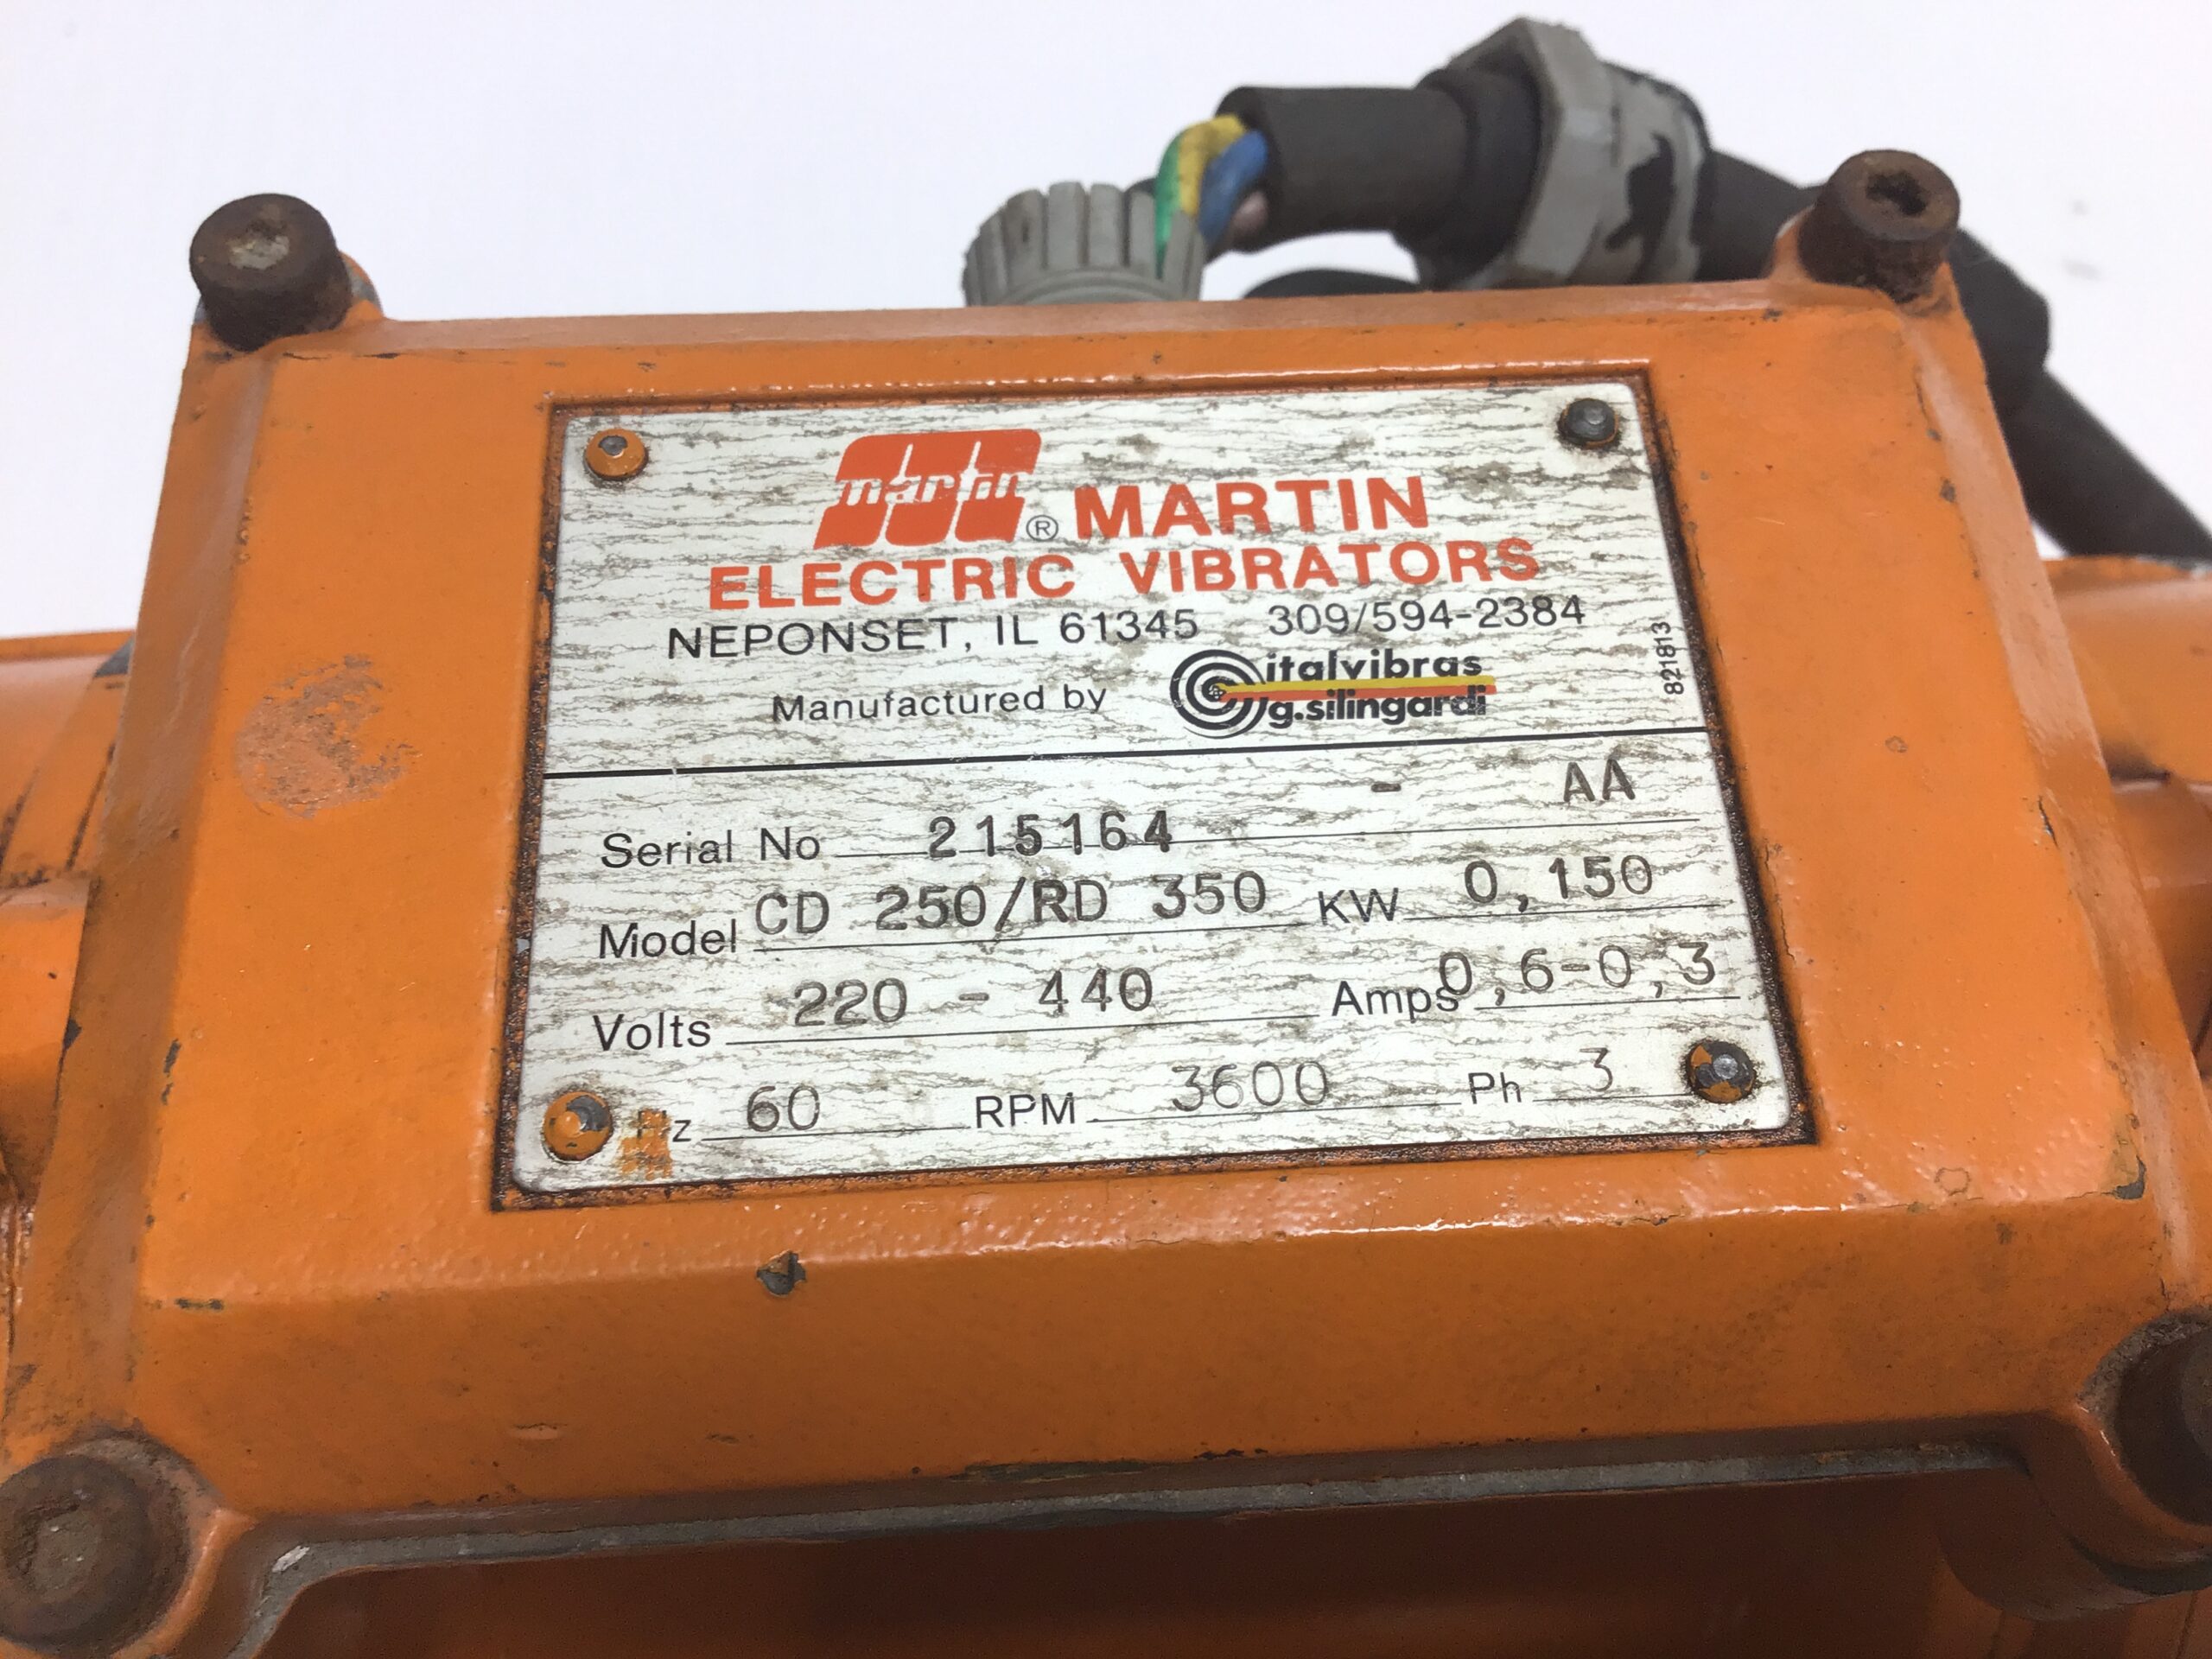 martin ® MARTIN
ELECTRIC VIBRATORS
NEPONSET, IL 61345 309/594-2384
Manufactured by italvibras
g.silingardi
821813
Serial No 215164 - AA
Model CD 250/RD 350 KW 0,150
Volts 220 - 440 Amps 0,6-0,3
Hz 60 RPM 3600 Ph 3